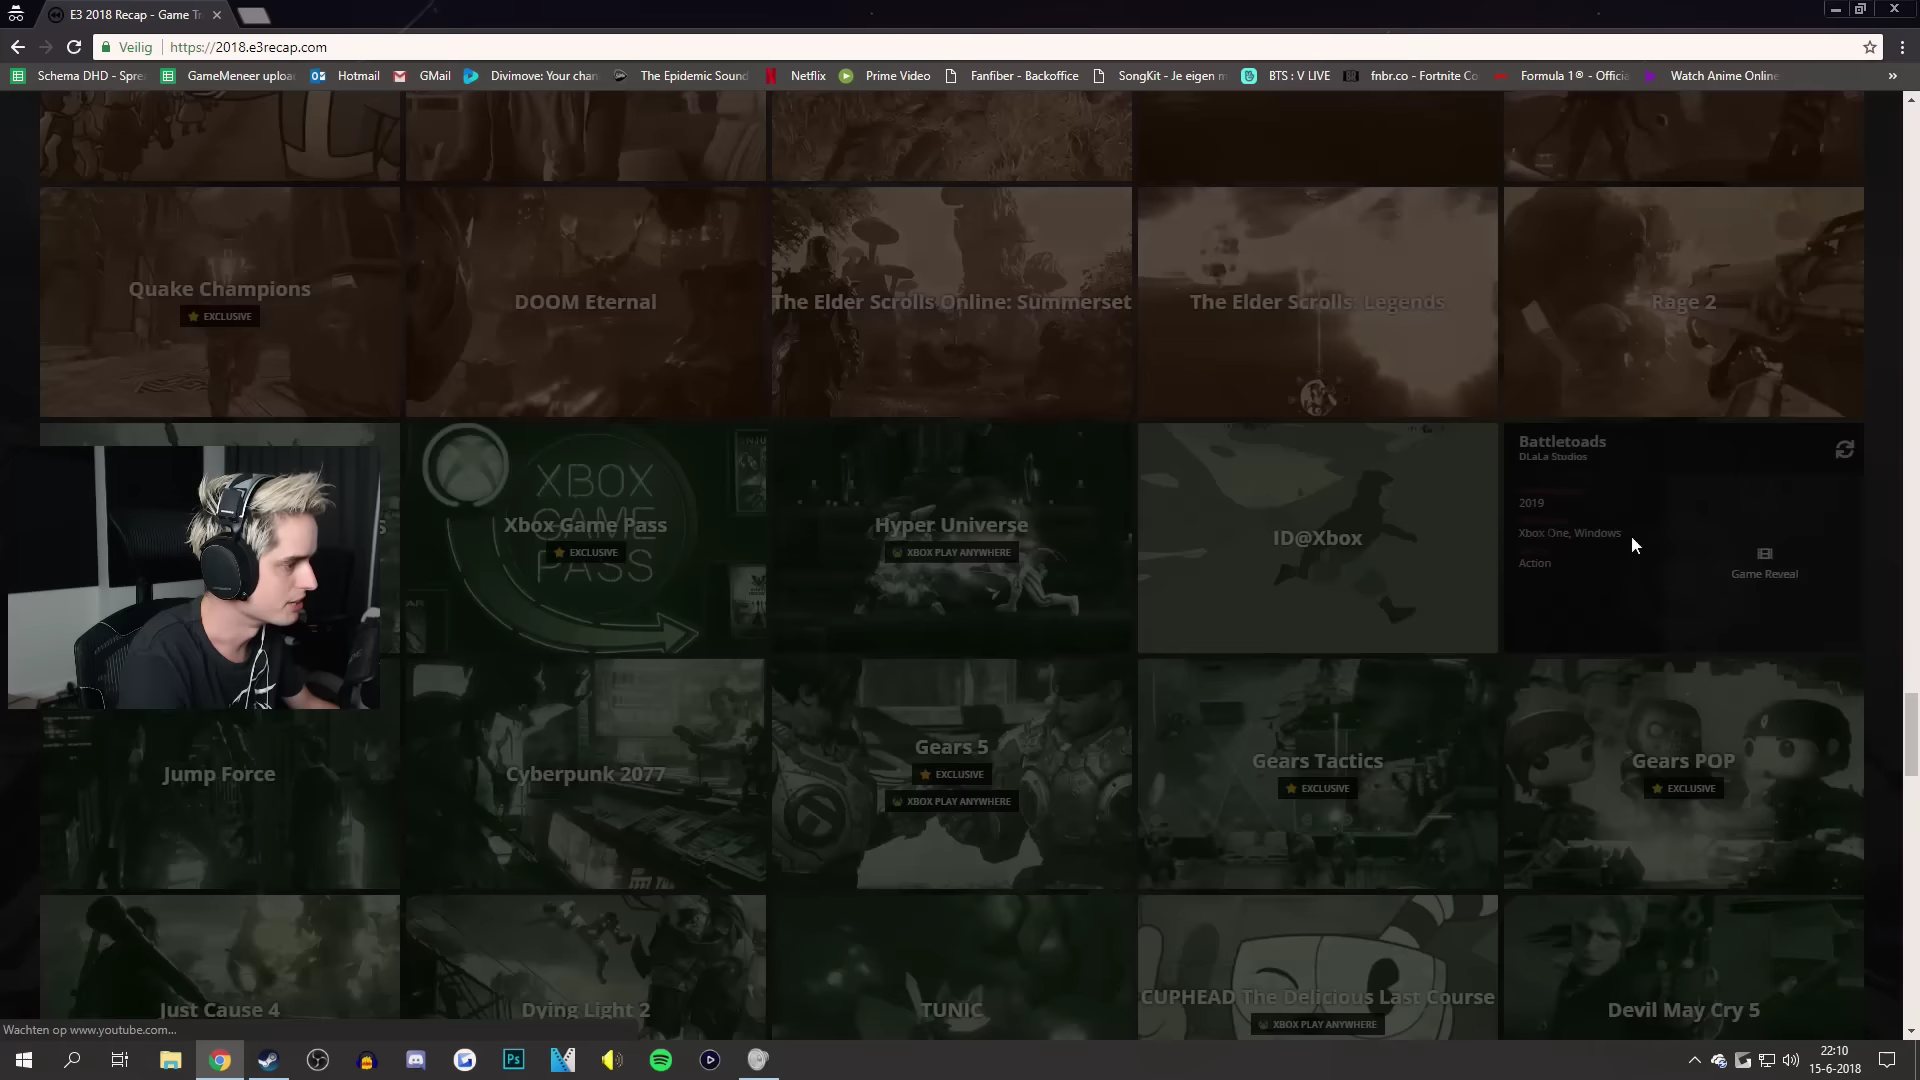 E3 2018 Recap - Game Tr
Veilig
https://2018.e3recap.com
Schema DHD - Spre
GameMeneer uploa
Hotmail
GMail
Divimove: Your chan
The Epidemic Sound
Netflix
Prime Video
Fanfiber - Backoffice
SongKit - Je eigen m
BTS : V LIVE
fnbr.co - Fortnite Co
Formula 1® - Officia
Watch Anime Online
Quake Champions
EXCLUSIVE
DOOM Eternal
The Elder Scrolls Online: Summerset
The Elder Scrolls: Legends
Rage 2
XBOX
GAME
PASS
Xbox Game Pass
EXCLUSIVE
Hyper Universe
XBOX PLAY ANYWHERE
ID@Xbox
Battletoads
DLaLa Studios
2019
Xbox One, Windows
Action
Game Reveal
Jump Force
Cyberpunk 2077
Gears 5
EXCLUSIVE
XBOX PLAY ANYWHERE
Gears Tactics
EXCLUSIVE
Gears POP
EXCLUSIVE
Just Cause 4
Dying Light 2
TUNIC
CUPHEAD The Delicious Last Course
XBOX PLAY ANYWHERE
Devil May Cry 5
Wachten op www.youtube.com...
Ps
22:10
15-6-2018